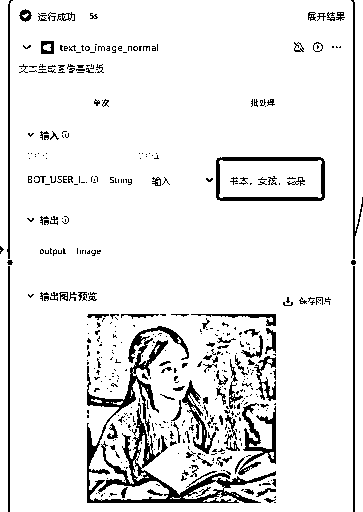 运行成功 5s 展开结果
text_to_image_normal
文本生成图像基础版
单次 批处理
输入
BOT_USER_I... String 输入 书本、女孩、花朵
输出
output Image
输出图片预览 保存图片